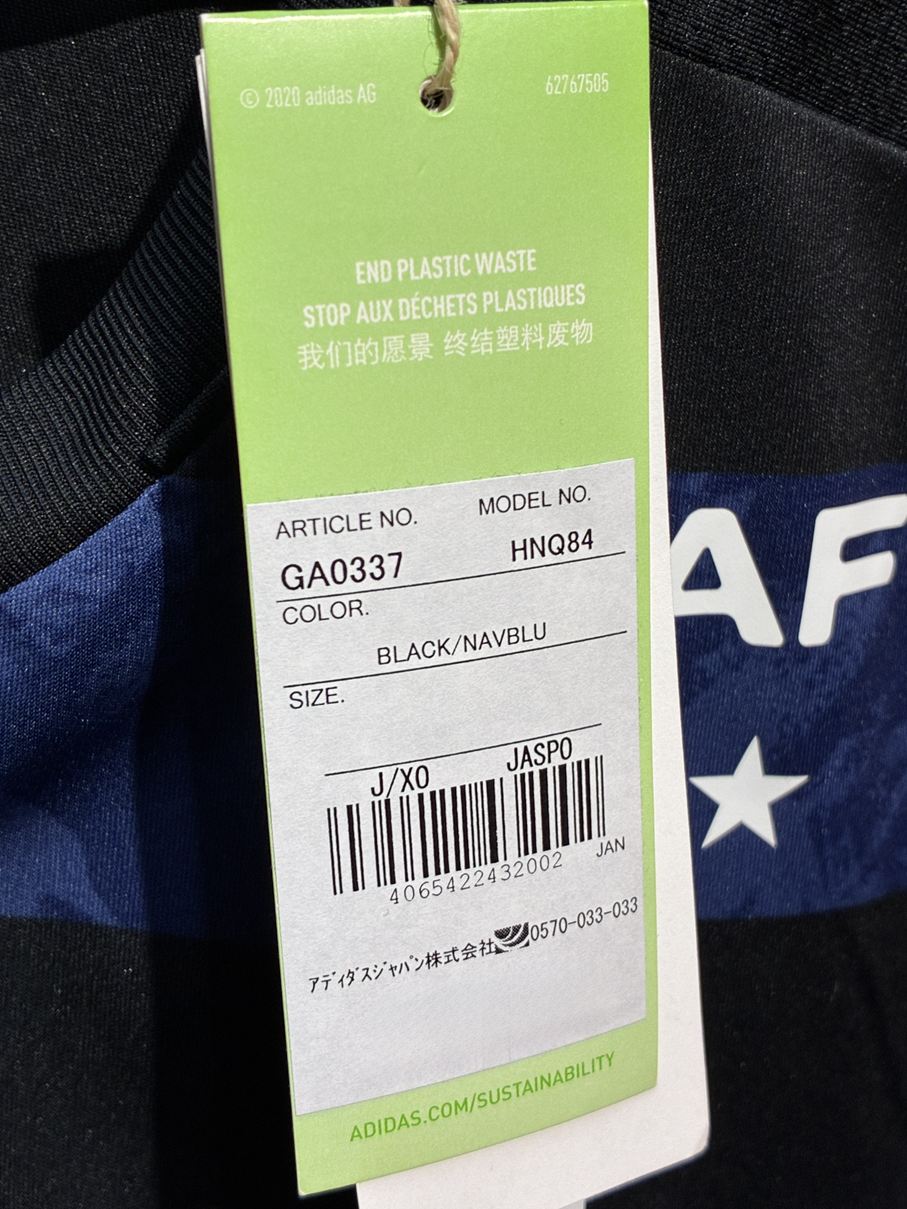 © 2020 adidas AG
62767505
END PLASTIC WASTE
STOP AUX DÉCHETS PLASTIQUES
我们的愿景 终结塑料废物
ARTICLE NO.
MODEL NO.
GA0337
HNQ84
COLOR.
BLACK/NAVBLU
SIZE.
J/XO
JASPO
4065422432002
JAN
アディダスジャパン株式会社 0570-033-033
ADIDAS.COM/SUSTAINABILITY
AF